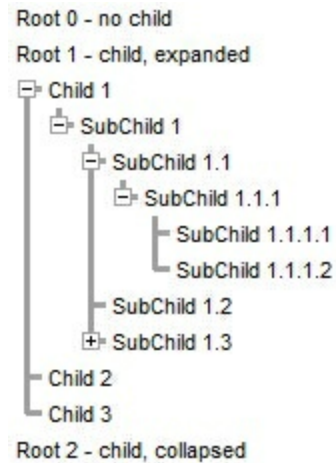 Root 0 - no child
Root 1 - child, expanded
Child 1
SubChild 1
SubChild 1.1
SubChild 1.1.1
SubChild 1.1.1.1
SubChild 1.1.1.2
SubChild 1.2
SubChild 1.3
Child 2
Child 3
Root 2 - child, collapsed